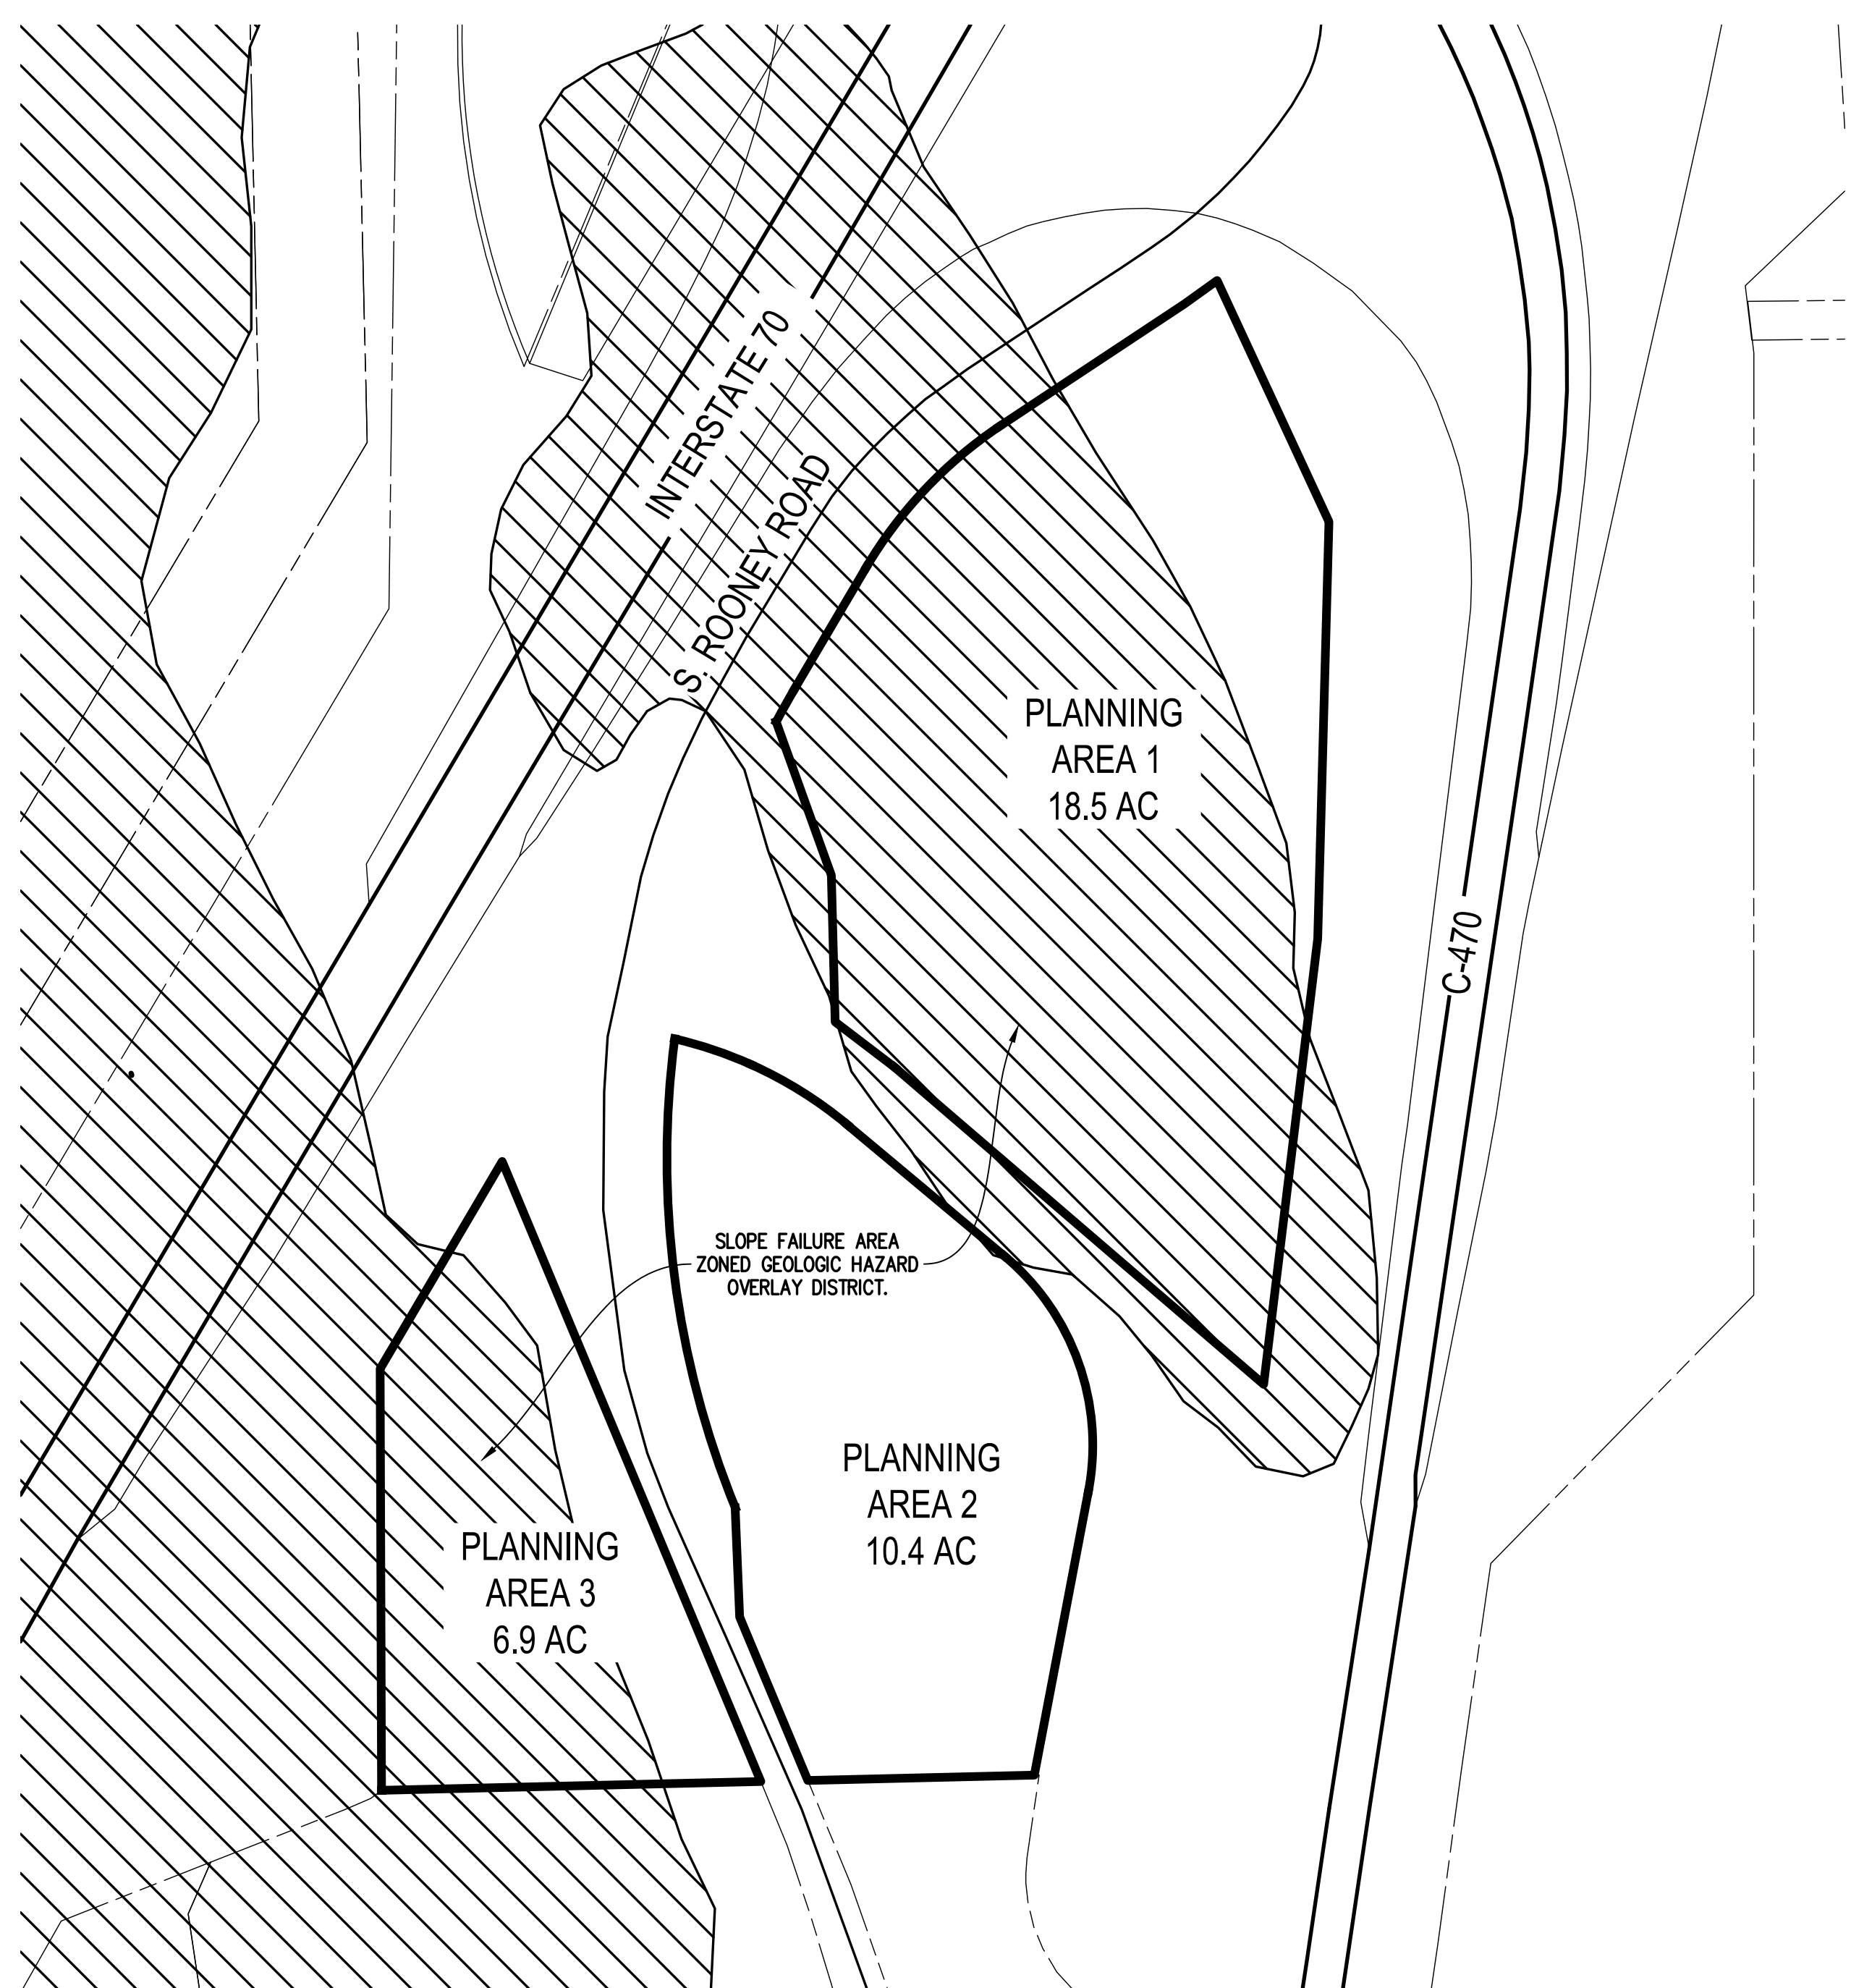 INTERSTATE 70
S. ROONEY ROAD
PLANNING
AREA 1
18.5 AC
C-470
SLOPE FAILURE AREA
ZONED GEOLOGIC HAZARD
OVERLAY DISTRICT.
PLANNING
AREA 2
10.4 AC
PLANNING
AREA 3
6.9 AC